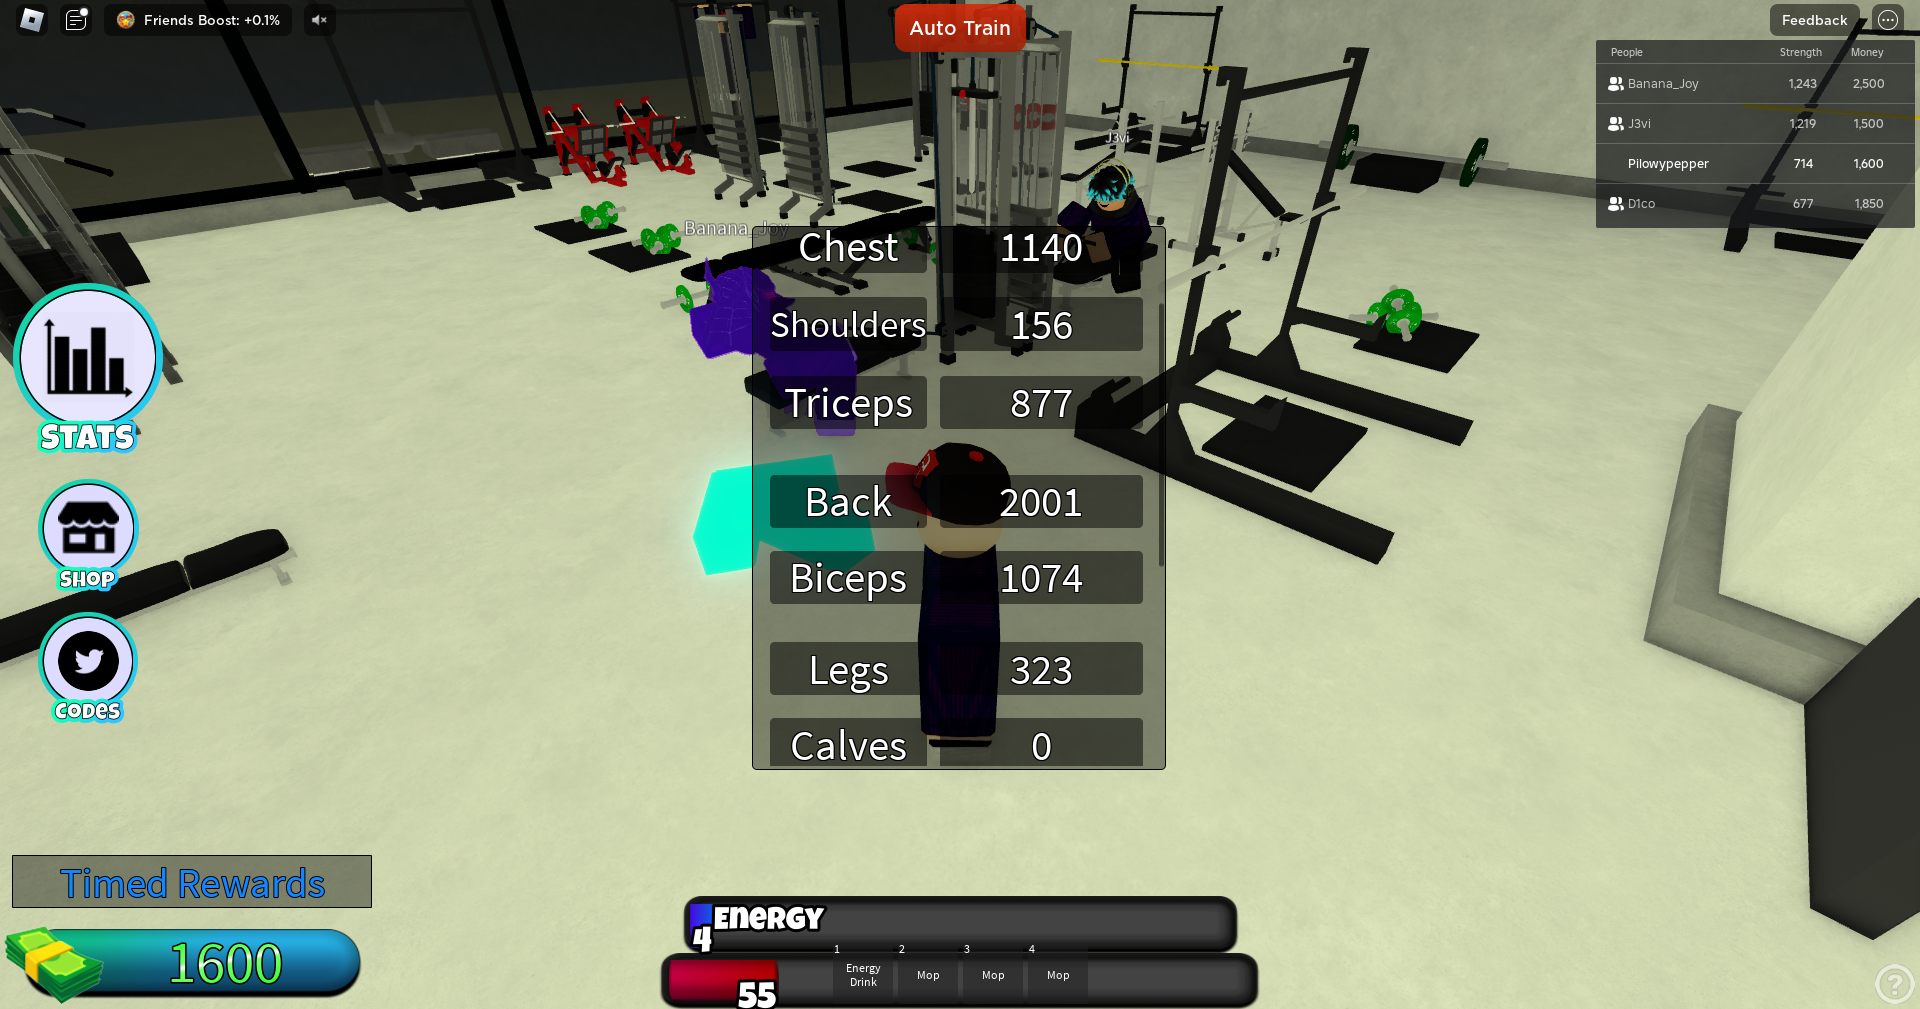 Friends Boost: +0.1%
Auto Train
Feedback
People Strength Money
Banana_Joy 1,243 2,500
J3vi 1,219 1,500
Pilowypepper 714 1,600
D1co 677 1,850
J3vi
Banana_Joy
Chest 1140
Shoulders 156
Triceps 877
Back 2001
Biceps 1074
Legs 323
Calves 0
STATS
SHOP
CODES
Timed Rewards
1600
ENERGY
4
1 2 3 4
Energy Drink
Mop
Mop
Mop
55
?